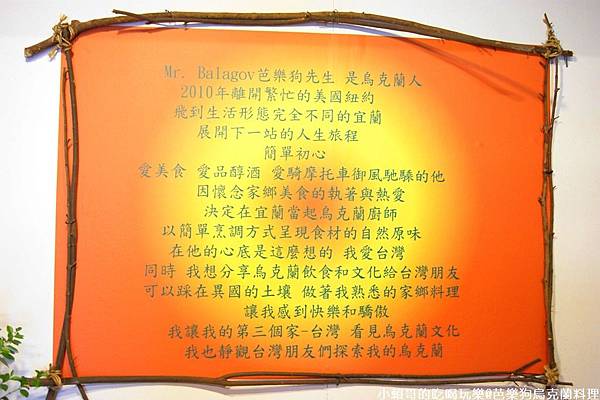 Mr. Balagov芭樂狗先生 是烏克蘭人
2010年離開繁忙的美國紐約
飛到生活形態完全不同的宜蘭
展開下一站的人生旅程
簡單初心
愛美食 愛品醇酒 愛騎摩托車御風馳騁的他
因懷念家鄉美食的執著與熱愛
決定在宜蘭當起烏克蘭廚師
以簡單烹調方式呈現食材的自然原味
在他的心底是這麼想的 我愛台灣
同時 我想分享烏克蘭飲食和文化給台灣朋友
可以踩在異國的土壤 做著我熟悉的家鄉料理
讓我感到快樂和驕傲
我讓我的第三個家-台灣 看見烏克蘭文化
我也靜觀台灣朋友們探索我的烏克蘭
小蝦哥的吃喝玩樂@芭樂狗烏克蘭料理